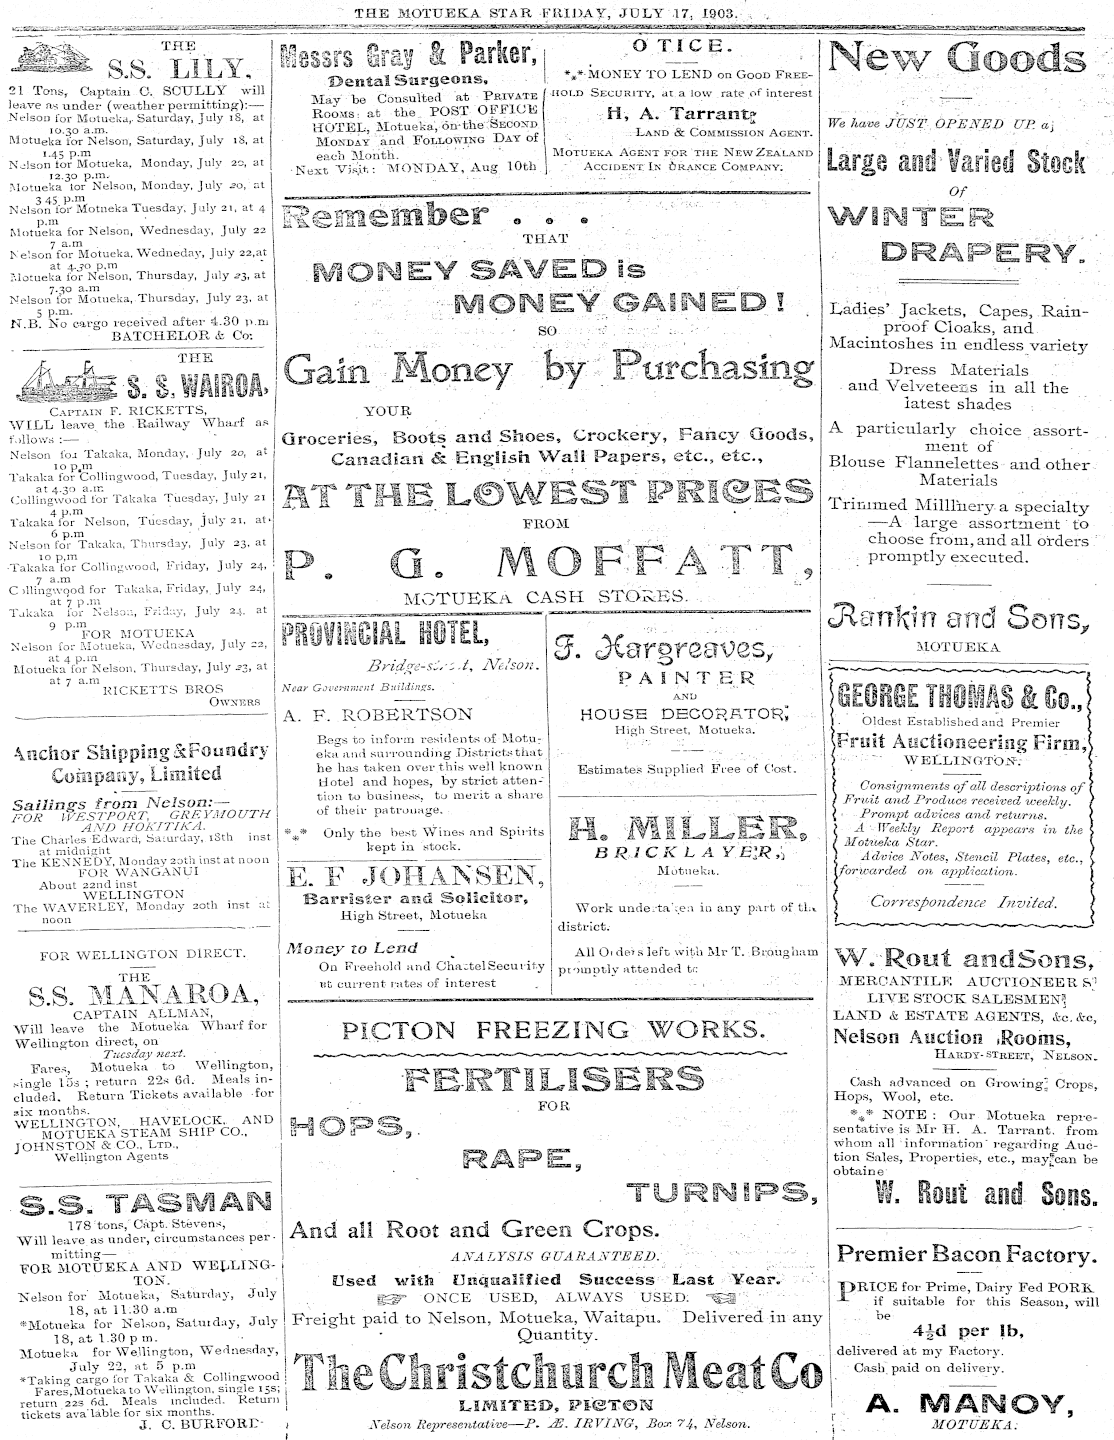 THE MOTUEKA STAR FRIDAY, JULY 17, 1903.
THE
S.S. LILY,
21 Tons, Captain C. SCULLY will
leave as under (weather permitting):—
Nelson for Motueka, Saturday, July 18, at
10.30 a.m.
Motueka for Nelson, Saturday, July 18, at
1.45 p.m
Nelson for Motueka, Monday, July 20, at
12.30 p.m.
Motueka for Nelson, Monday, July 20, at
3 45 p.m
Nelson for Motneka Tuesday, July 21, at 4
p.m
Motueka for Nelson, Wednesday, July 22
7 a.m
Nelson for Motueka, Wedneday, July 22, at
at 4.30 p.m
Motueka for Nelson, Thursday, July 23, at
7.30 a.m
Nelson for Motueka, Thursday, July 23, at
5 p.m.
N.B. No cargo received after 4.30 p.m
BATCHELOR & Co:
THE
S. S. WAIROA,
CAPTAIN F. RICKETTS,
WILL leave the Railway Wharf as
follows :—
Nelson for Takaka, Monday, July 20, at
10 p,m
Takaka for Collingwood, Tuesday, July 21,
at 4.30 a.m
Collingwood for Takaka Tuesday, July 21
4 p.m
Takaka for Nelson, Tuesday, July 21, at
6 p.m
Nelson for Takaka, Thursday, July 23, at
10 p.m
Takaka for Collingwood, Friday, July 24,
7 a.m
Collingwood for Takaka, Friday, July 24,
at 7 p.m
Takaka for Nelson, Friday, July 24. at
9 p.m
FOR MOTUEKA
Nelson for Motueka, Wednesday, July 22,
at 4 p.m
Motueka for Nelson, Thursday, July 23, at
at 7 a.m
RICKETTS BROS
OWNERS
Anchor Shipping & Foundry
Company, Limited
Sailings from Nelson:—
FOR WESTPORT, GREYMOUTH
AND HOKITIKA.
The Charles Edward, Saturday, 18th inst
at midnight
The KENNEDY, Monday 20th inst at noon
FOR WANGANUI
About 22nd inst
WELLINGTON
The WAVERLEY, Monday 20th inst at
noon
FOR WELLINGTON DIRECT.
THE
S.S. MANAROA,
CAPTAIN ALLMAN,
Will leave the Motueka Wharf for
Wellington direct, on
Tuesday next.
Fares, Motueka to Wellington,
single 15s ; return 22s 6d. Meals in-
cluded. Return Tickets available for
six months.
WELLINGTON, HAVELOCK, AND
MOTUEKA STEAM SHIP CO.,
JOHNSTON & CO., LTD.,
Wellington Agents
S.S. TASMAN
178 tons, Capt. Stevens,
Will leave as under, circumstances per-
mitting—
FOR MOTUEKA AND WELLING-
TON.
Nelson for Motueka, Saturday, July
18, at 11.30 a.m
*Motueka for Nelson, Saturday, July
18, at 1.30 p m.
Motueka for Wellington, Wednesday,
July 22, at 5 p.m
*Taking cargo for Takaka & Collingwood
Fares, Motueka to Wellington, single 15s;
return 22s 6d. Meals included. Return
tickets available for six months.
J. C. BURFORD
Messrs Gray & Parker,
Dental Surgeons,
May be Consulted at PRIVATE
ROOMS at the POST OFFICE
HOTEL, Motueka, on the SECOND
MONDAY and FOLLOWING DAY of
each Month.
Next Visit: MONDAY, Aug 10th
OTICE.
*** MONEY TO LEND on GOOD FREE-
HOLD SECURITY, at a low rate of interest
H, A. Tarrant,
LAND & COMMISSION AGENT.
MOTUEKA AGENT FOR THE NEW ZEALAND
ACCIDENT IN URANCE COMPANY.
Remember . . .
THAT
MONEY SAVED is
MONEY GAINED!
SO
Gain Money by Purchasing
YOUR
Groceries, Boots and Shoes, Crockery, Fancy Goods,
Canadian & English Wall Papers, etc., etc.,
AT THE LOWEST PRICES
FROM
P. G. MOFFATT,
MOTUEKA CASH STORES.
PROVINCIAL HOTEL,
Bridge-street, Nelson.
Near Government Buildings.
A. F. ROBERTSON
Begs to inform residents of Motu-
eka and surrounding Districts that
he has taken over this well known
Hotel and hopes, by strict atten-
tion to business, to merit a share
of their patronage.
*** Only the best Wines and Spirits
kept in stock.
E. F JOHANSEN,
Barrister and Solicitor,
High Street, Motueka
Money to Lend
On Freehold and Chattel Security
at current rates of interest
F. Hargreaves,
PAINTER
AND
HOUSE DECORATOR,
High Street, Motueka.
Estimates Supplied Free of Cost.
H. MILLER,
BRICKLAYER,
Motueka.
Work undertaken in any part of the
district.
All Orders left with Mr T. Brougham
promptly attended to
PICTON FREEZING WORKS.
FERTILISERS
FOR
HOPS,
RAPE,
TURNIPS,
And all Root and Green Crops.
ANALYSIS GUARANTEED.
Used with Unqualified Success Last Year.
ONCE USED, ALWAYS USED.
Freight paid to Nelson, Motueka, Waitapu. Delivered in any
Quantity.
The Christchurch Meat Co
LIMITED, PICTON
Nelson Representative—P. Æ. IRVING, Box 74, Nelson.
New Goods
We have JUST OPENED UP a
Large and Varied Stock
Of
WINTER
DRAPERY.
Ladies' Jackets, Capes, Rain-
proof Cloaks, and
Macintoshes in endless variety
Dress Materials
and Velveteens in all the
latest shades
A particularly choice assort-
ment of
Blouse Flannelettes and other
Materials
Trimmed Millinery a specialty
—A large assortment to
choose from, and all orders
promptly executed.
Rankin and Sons,
MOTUEKA
GEORGE THOMAS & Co.,
Oldest Established and Premier
Fruit Auctioneering Firm,
WELLINGTON.
Consignments of all descriptions of
Fruit and Produce received weekly.
Prompt advices and returns.
A Weekly Report appears in the
Motueka Star.
Advice Notes, Stencil Plates, etc.,
forwarded on application.
Correspondence Invited.
W. Rout and Sons,
MERCANTILE AUCTIONEERS
LIVE STOCK SALESMEN
LAND & ESTATE AGENTS, &c. &c,
Nelson Auction Rooms,
HARDY-STREET, NELSON.
Cash advanced on Growing Crops,
Hops, Wool, etc.
*** NOTE : Our Motueka repre-
sentative is Mr H. A. Tarrant. from
whom all information regarding Auc-
tion Sales, Properties, etc., may can be
obtaine
W. Rout and Sons.
Premier Bacon Factory.
PRICE for Prime, Dairy Fed PORK
if suitable for this Season, will
be
4½d per lb,
delivered at my Factory.
Cash paid on delivery.
A. MANOY,
MOTUEKA.